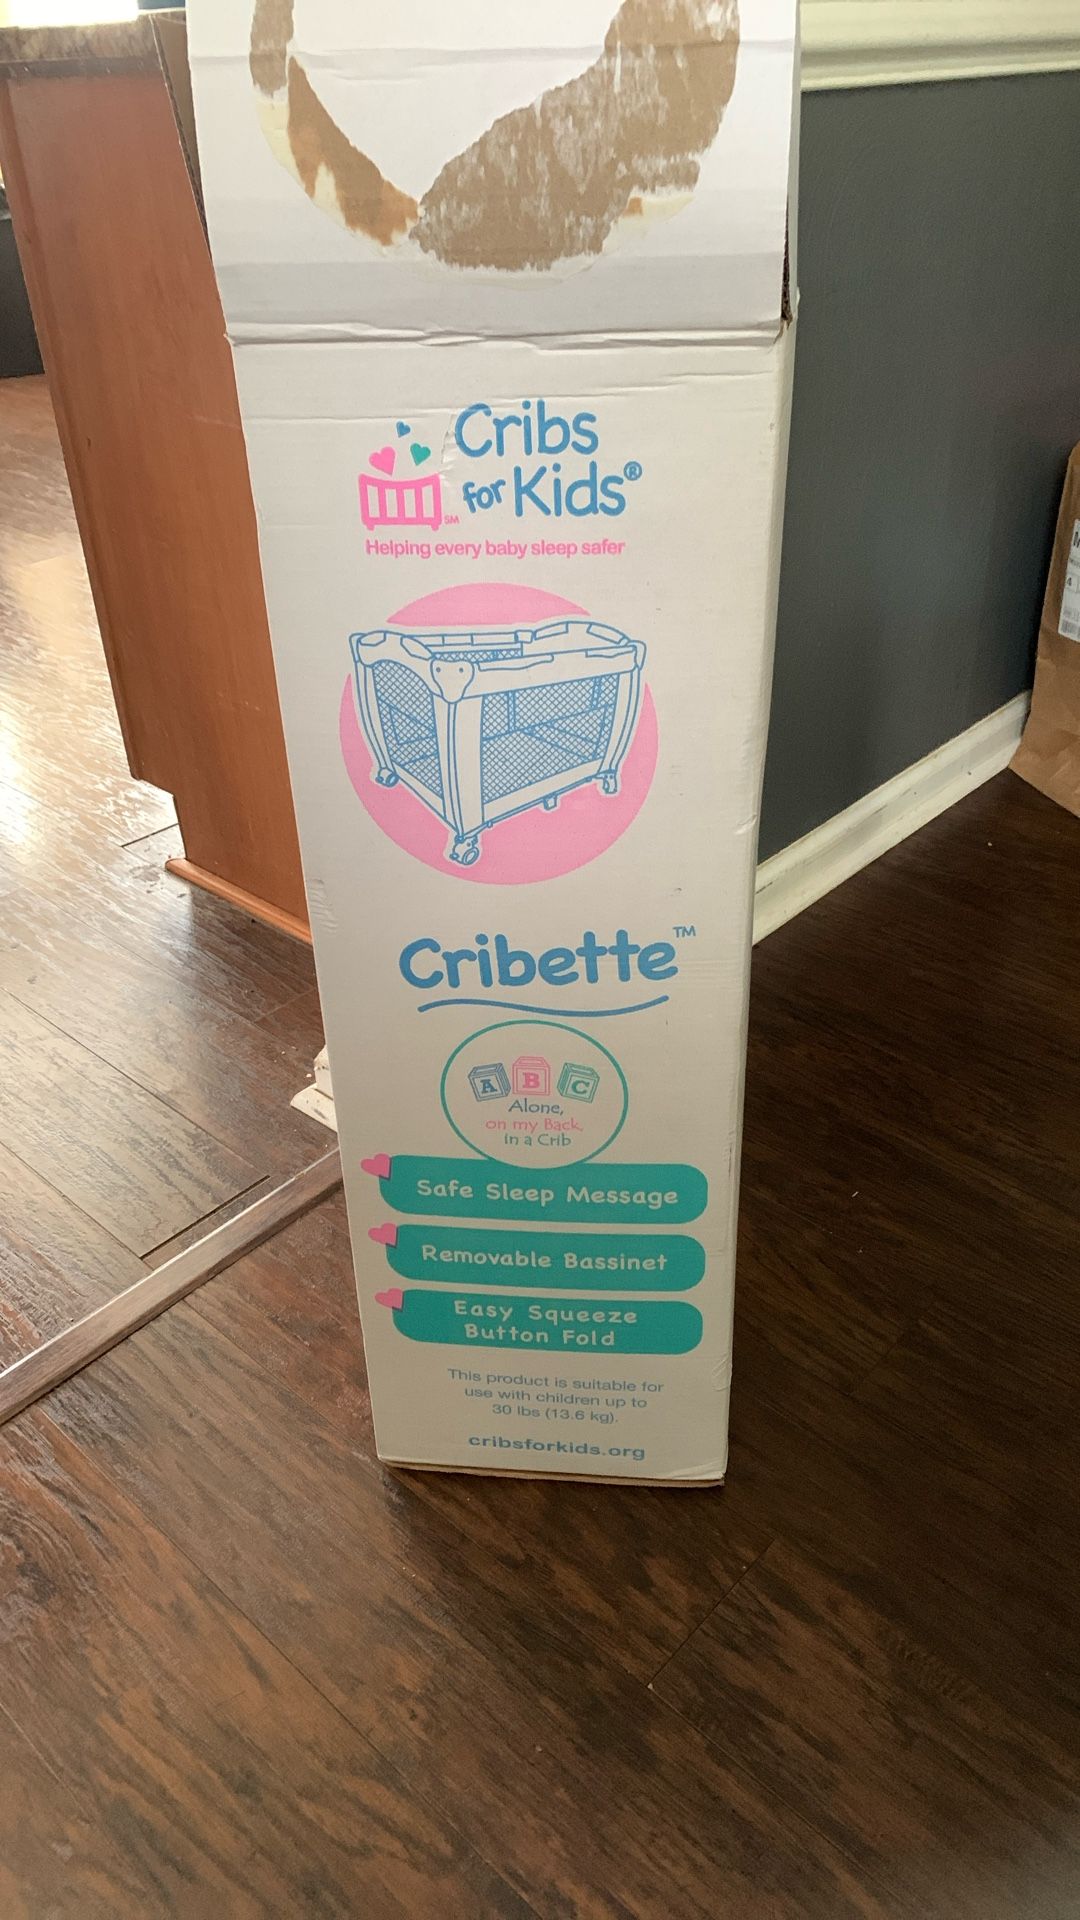 Cribs
for Kids®
SM
Helping every baby sleep safer
Cribette™
A B C
Alone,
on my Back,
in a Crib
Safe Sleep Message
Removable Bassinet
Easy Squeeze
Button Fold
This product is suitable for
use with children up to
30 lbs (13.6 kg).
cribsforkids.org